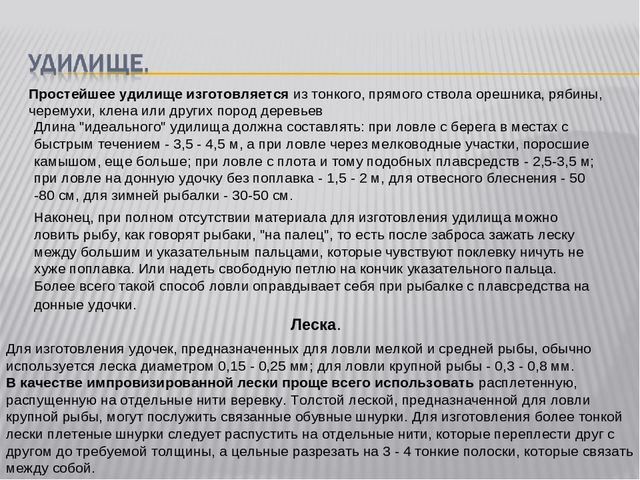 УДИЛИЩЕ.
Простейшее удилище изготовляется из тонкого, прямого ствола орешника, рябины,
черемухи, клена или других пород деревьев
Длина "идеального" удилища должна составлять: при ловле с берега в местах с
быстрым течением - 3,5 - 4,5 м, а при ловле через мелководные участки, поросшие
камышом, еще больше; при ловле с плота и тому подобных плавсредств - 2,5-3,5 м;
при ловле на донную удочку без поплавка - 1,5 - 2 м, для отвесного блеснения - 50
-80 см, для зимней рыбалки - 30-50 см.
Наконец, при полном отсутствии материала для изготовления удилища можно
ловить рыбу, как говорят рыбаки, "на палец", то есть после заброса зажать леску
между большим и указательным пальцами, которые чувствуют поклевку ничуть не
хуже поплавка. Или надеть свободную петлю на кончик указательного пальца.
Более всего такой способ ловли оправдывает себя при рыбалке с плавсредства на
донные удочки.
Леска.
Для изготовления удочек, предназначенных для ловли мелкой и средней рыбы, обычно
используется леска диаметром 0,15 - 0,25 мм; для ловли крупной рыбы - 0,3 - 0,8 мм.
В качестве импровизированной лески проще всего использовать расплетенную,
распущенную на отдельные нити веревку. Толстой леской, предназначенной для ловли
крупной рыбы, могут послужить связанные обувные шнурки. Для изготовления более тонкой
лески плетеные шнурки следует распустить на отдельные нити, которые переплести друг с
другом до требуемой толщины, а цельные разрезать на 3 - 4 тонкие полоски, которые связать
между собой.